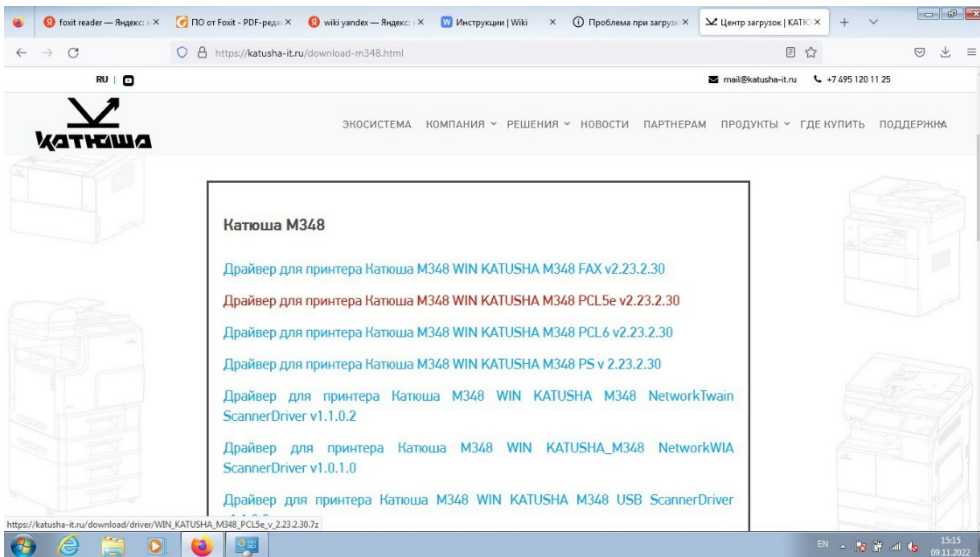 foxit reader — Яндекс:
ПО от Foxit - PDF-реда
wiki yandex — Яндекс:
Инструкции | Wiki
Проблема при загруз
Центр загрузок | КАТЮ
https://katusha-it.ru/download-m348.html
RU |
mail@katusha-it.ru +7 495 120 11 25
катюша
ЭКОСИСТЕМА КОМПАНИЯ РЕШЕНИЯ НОВОСТИ ПАРТНЕРАМ ПРОДУКТЫ ГДЕ КУПИТЬ ПОДДЕРЖКА
Катюша M348
Драйвер для принтера Катюша M348 WIN KATUSHA M348 FAX v2.23.2.30
Драйвер для принтера Катюша M348 WIN KATUSHA M348 PCL5e v2.23.2.30
Драйвер для принтера Катюша M348 WIN KATUSHA M348 PCL6 v2.23.2.30
Драйвер для принтера Катюша M348 WIN KATUSHA M348 PS v 2.23.2.30
Драйвер для принтера Катюша M348 WIN KATUSHA M348 NetworkTwain
ScannerDriver v1.1.0.2
Драйвер для принтера Катюша M348 WIN KATUSHA_M348 NetworkWIA
ScannerDriver v1.0.1.0
Драйвер для принтера Катюша M348 WIN KATUSHA M348 USB ScannerDriver
https://katusha-it.ru/download/driver/WIN_KATUSHA_M348_PCL5e_v_2.23.2.30.7z
EN
15:15
09.11.2022